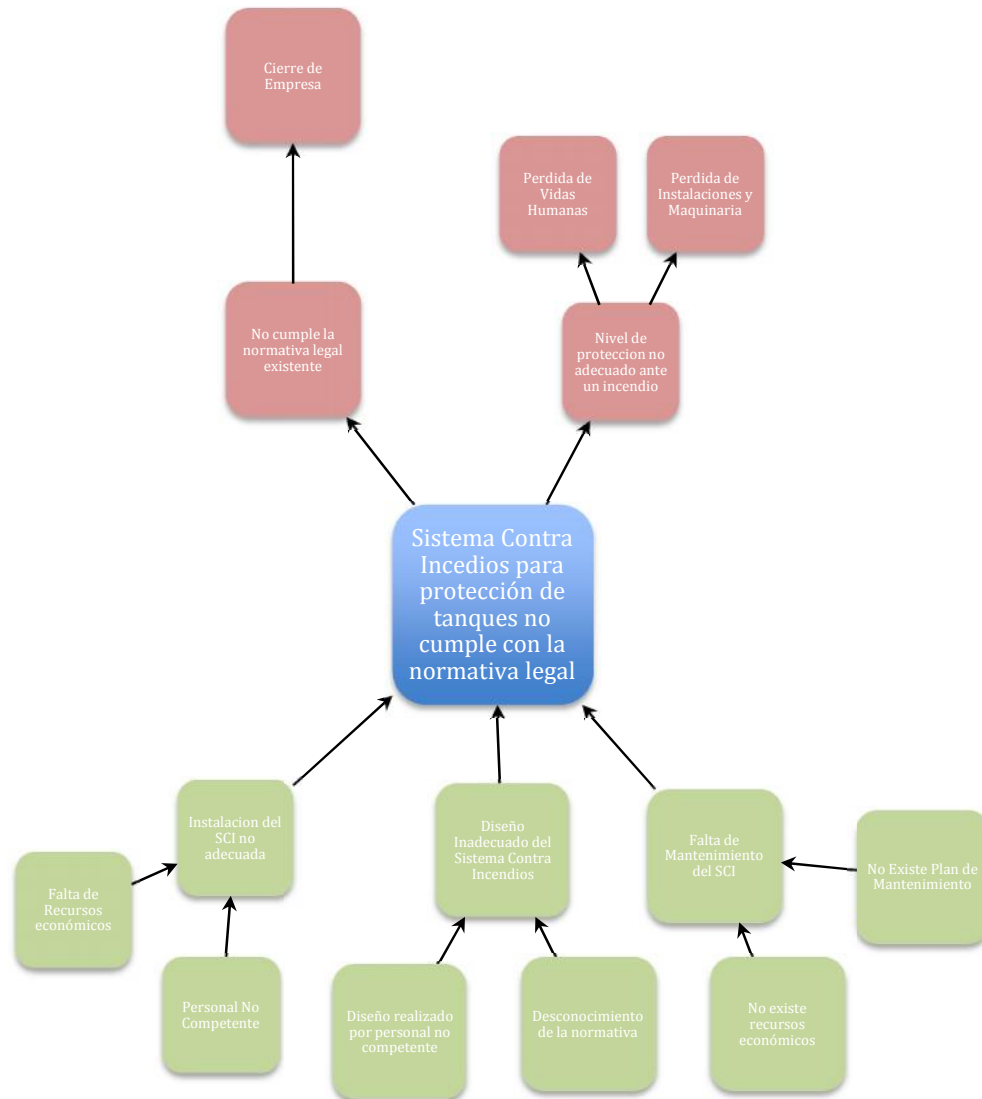 Cierre de
Empresa
Perdida de
Vidas
Humanas
Perdida de
Instalaciones y
Maquinaria
No cumple la
normativa legal
existente
Nivel de
proteccion no
adecuado ante
un incendio
Sistema Contra
Incedios para
protección de
tanques no
cumple con la
normativa legal
Instalacion del
SCI no
adecuada
Diseño
Inadecuado del
Sistema Contra
Incendios
Falta de
Mantenimiento
del SCI
No Existe Plan de
Mantenimiento
Falta de
Recursos
económicos
Personal No
Competente
Diseño realizado
por personal no
competente
Desconocimiento
de la normativa
No existe
recursos
económicos